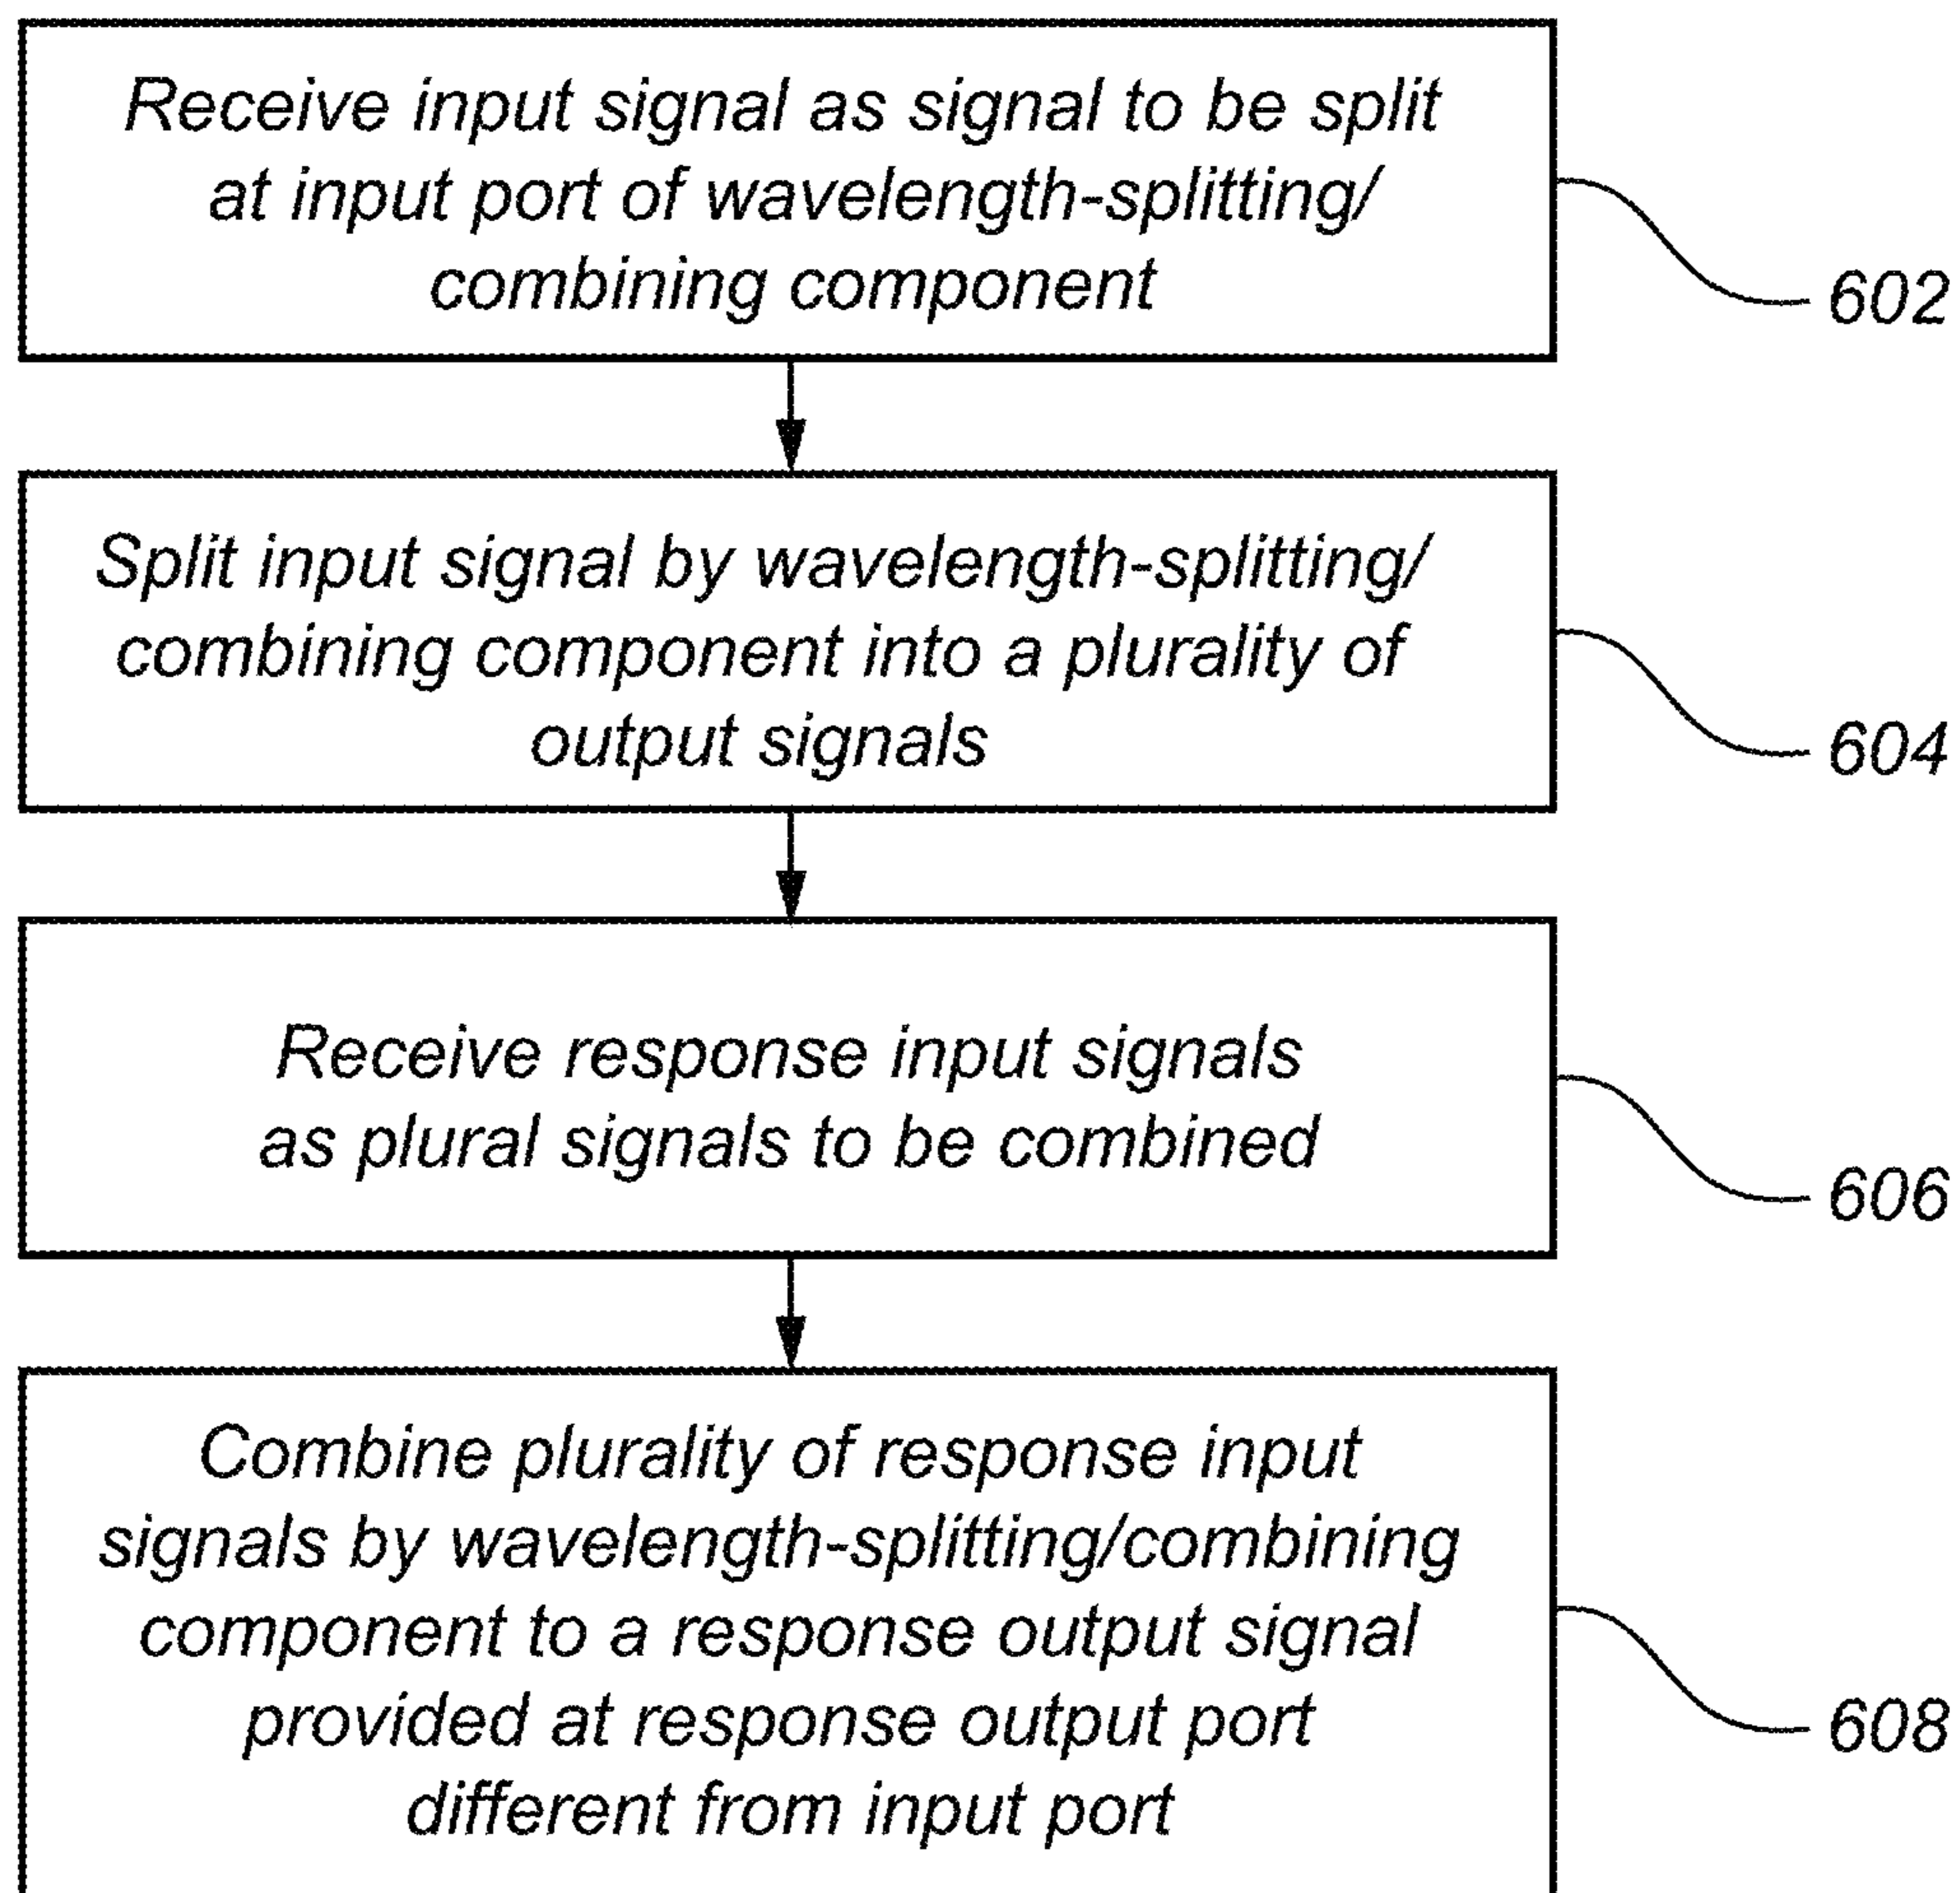 Receive input signal as signal to be split
at input port of wavelength-splitting/
combining component
602
Split input signal by wavelength-splitting/
combining component into a plurality of
output signals
604
Receive response input signals
as plural signals to be combined
606
Combine plurality of response input
signals by wavelength-splitting/combining
component to a response output signal
provided at response output port
different from input port
608